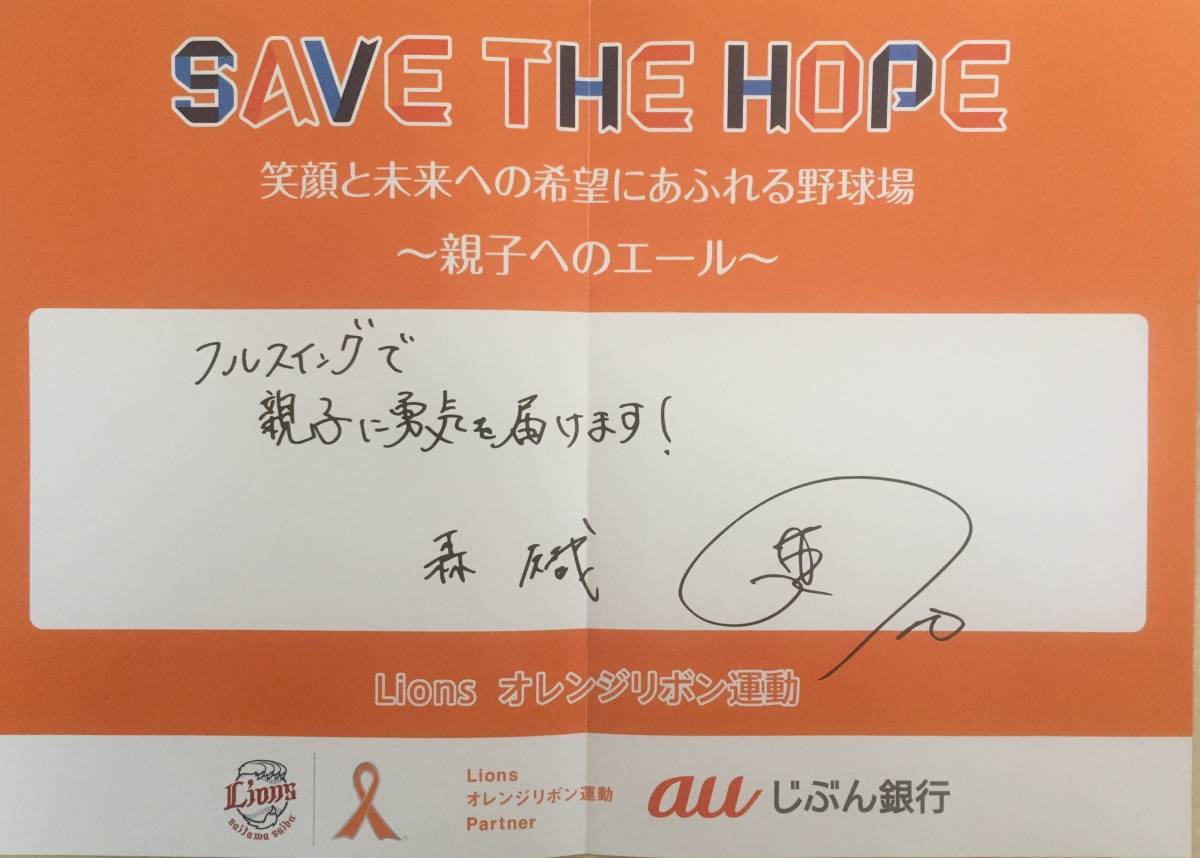 SAVE THE HOPE
笑顔と未来への希望にあふれる野球場
〜親子へのエール〜
フルスイングで
親子に勇気を届けます!
森
Lions オレンジリボン運動
Lions
saitama seibu
Lions
オレンジリボン運動
Partner
au じぶん銀行